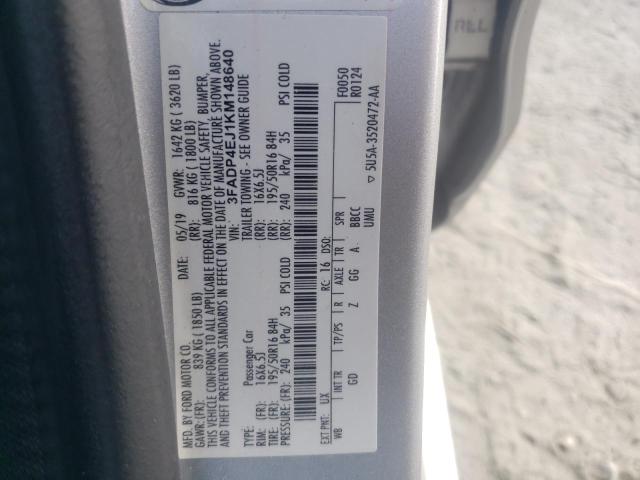 MFD. BY FORD MOTOR CO.
DATE: 05/19 GVWR: 1642 KG ( 3620 LB)
GAWR: (FR): 839 KG ( 1850 LB) (RR): 816 KG ( 1800 LB)
THIS VEHICLE CONFORMS TO ALL APPLICABLE FEDERAL MOTOR VEHICLE SAFETY, BUMPER,
AND THEFT PREVENTION STANDARDS IN EFFECT ON THE DATE OF MANUFACTURE SHOWN ABOVE.
VIN: 3FADP4EJ1KM148640
Passenger Car TRAILER TOWING - SEE OWNER GUIDE
RIM: (FR): 16X6.5J (RR): 16X6.5J
TIRE: (FR): 195/50R16 84H (RR): 195/50R16 84H
PRESSURE: (FR): 240 kPa/ 35 PSI COLD (RR): 240 kPa/ 35 PSI COLD
EXT PNT: UX RC: 16 DSO: F0050
WB INT TR TP/PS R AXLE TR SPR R0124
GD Z GG A BBCC
UMU
▽ 5U5A-3520472-AA